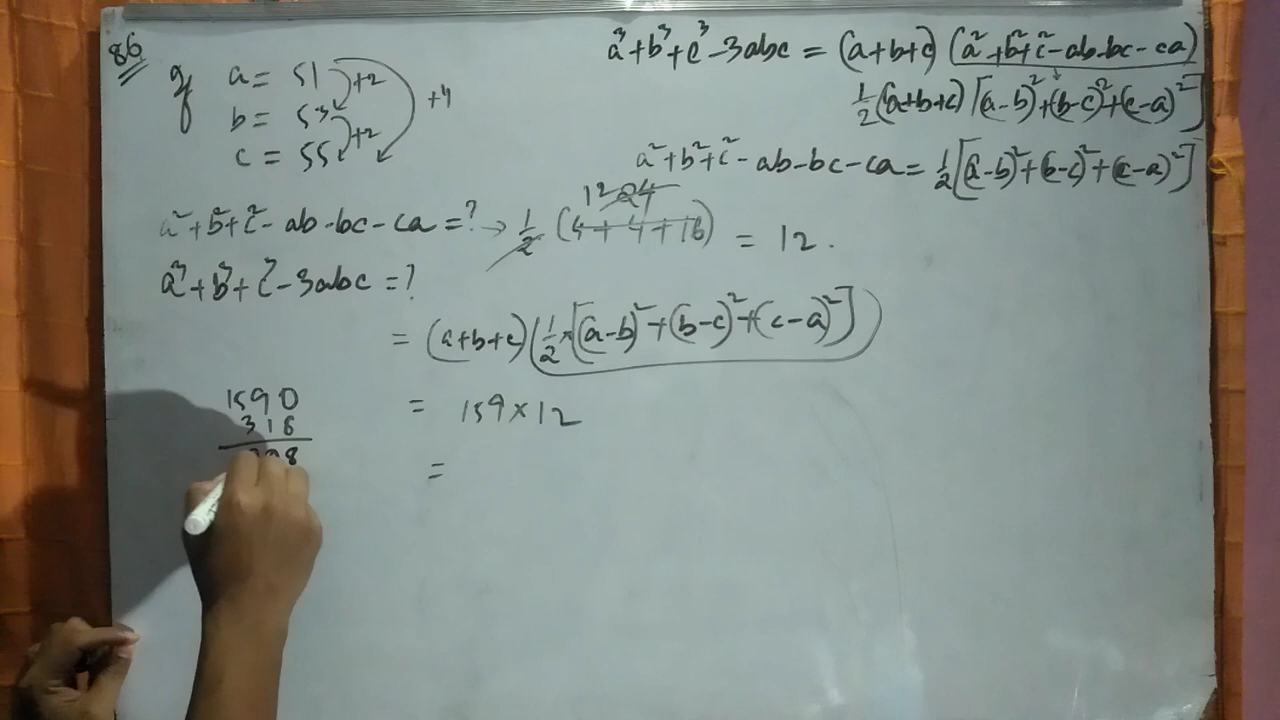 86
a³+b³+c³-3abc = (a+b+c) (a²+b²+c²-ab-bc-ca)
½(a+b+c) [(a-b)²+(b-c)²+(c-a)²]
If a = 51 +2
b = 53 +2 +4
c = 55
a²+b²+c²-ab-bc-ca = ½[(a-b)²+(b-c)²+(c-a)²]
12 24
a²+b²+c²-ab-bc-ca = ? → ½ (4+4+16) = 12.
a³+b³+c³-3abc = ?
= (a+b+c) (½×[(a-b)²+(b-c)²+(c-a)²])
1590
318
= 159×12
=